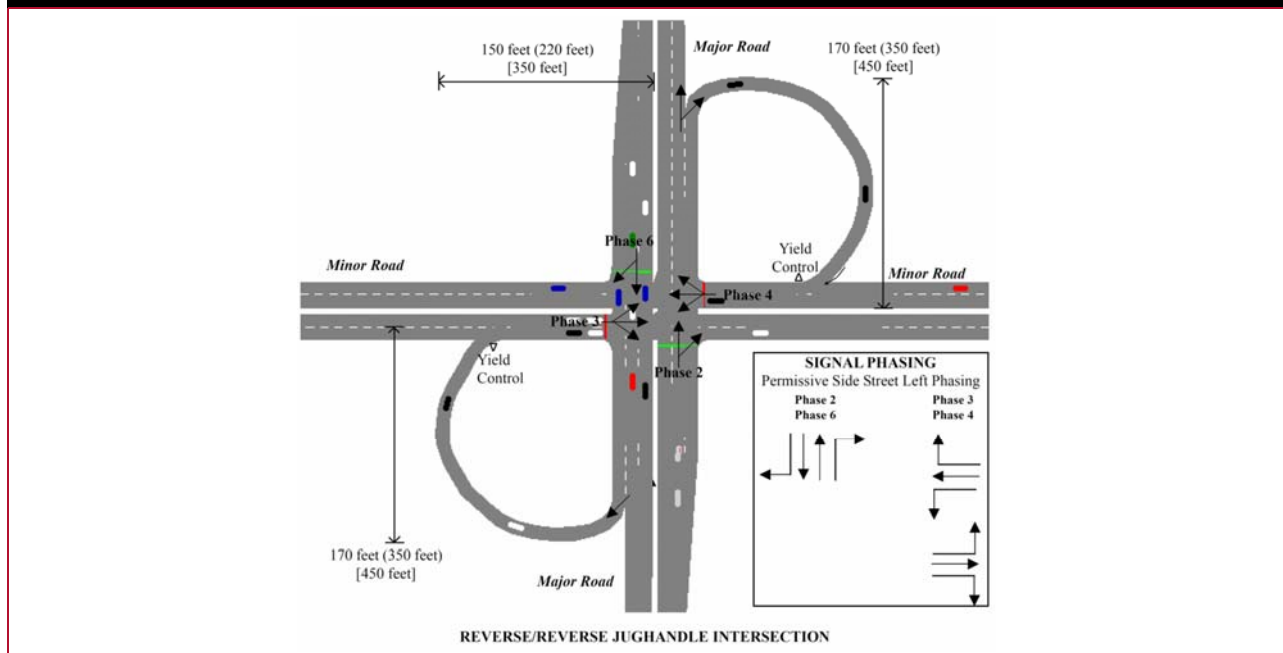 Major Road
150 feet (220 feet)
[350 feet]
170 feet (350 feet)
[450 feet]
Phase 6
Minor Road
Yield
Control
Minor Road
Phase 4
Phase 3
Yield
Control
Phase 2
SIGNAL PHASING
Permissive Side Street Left Phasing
Phase 2
Phase 6
Phase 3
Phase 4
170 feet (350 feet)
[450 feet]
Major Road
REVERSE/REVERSE JUGHANDLE INTERSECTION